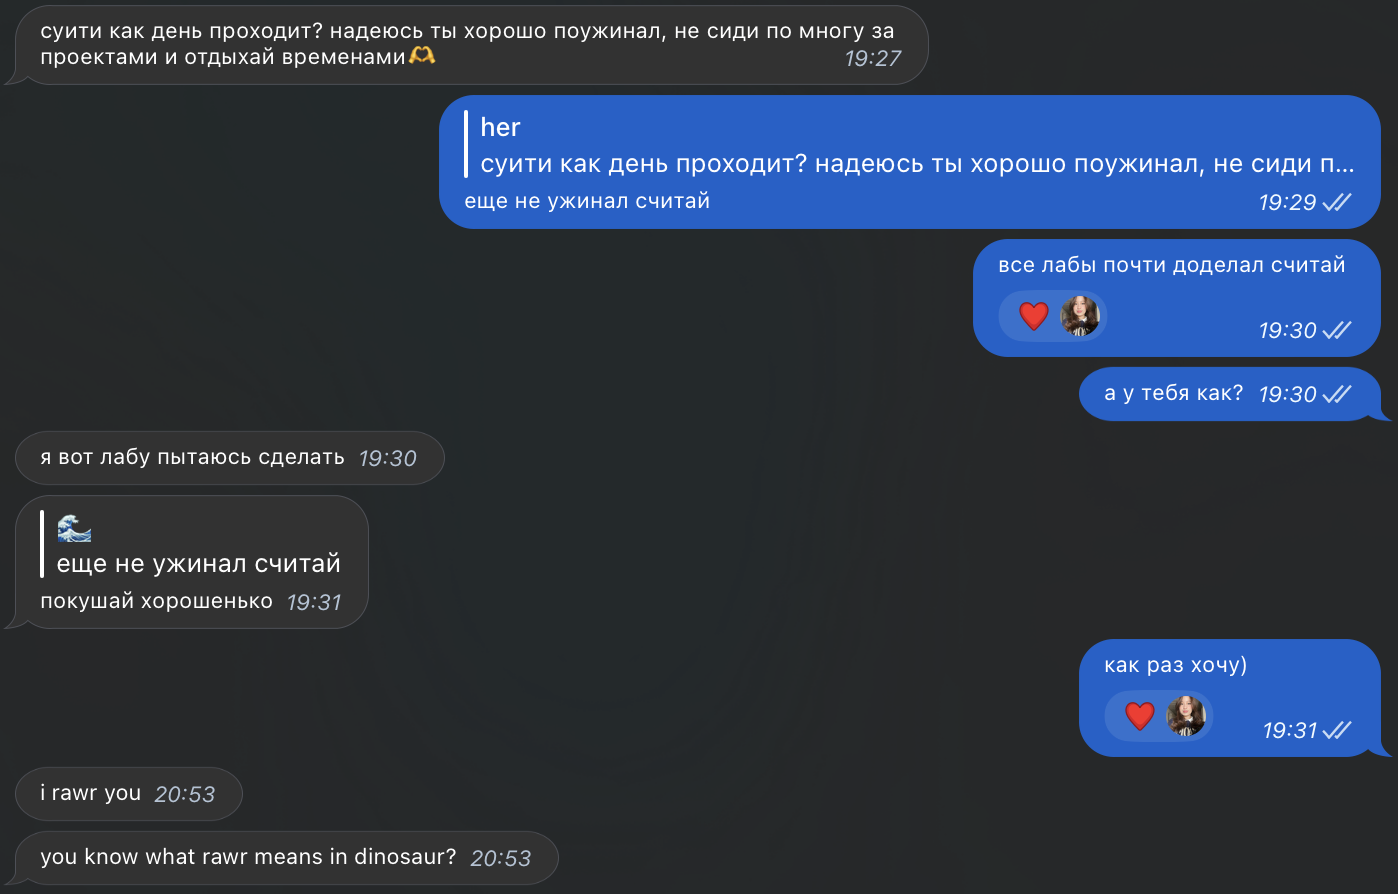 суити как день проходит? надеюсь ты хорошо поужинал, не сиди по многу за
проектами и отдыхай временами🫶
19:27
her
суити как день проходит? надеюсь ты хорошо поужинал, не сиди п...
еще не ужинал считай 19:29
все лабы почти доделал считай
19:30
а у тебя как? 19:30
я вот лабу пытаюсь сделать 19:30
🌊
еще не ужинал считай
покушай хорошенько 19:31
как раз хочу)
19:31
i rawr you 20:53
you know what rawr means in dinosaur? 20:53